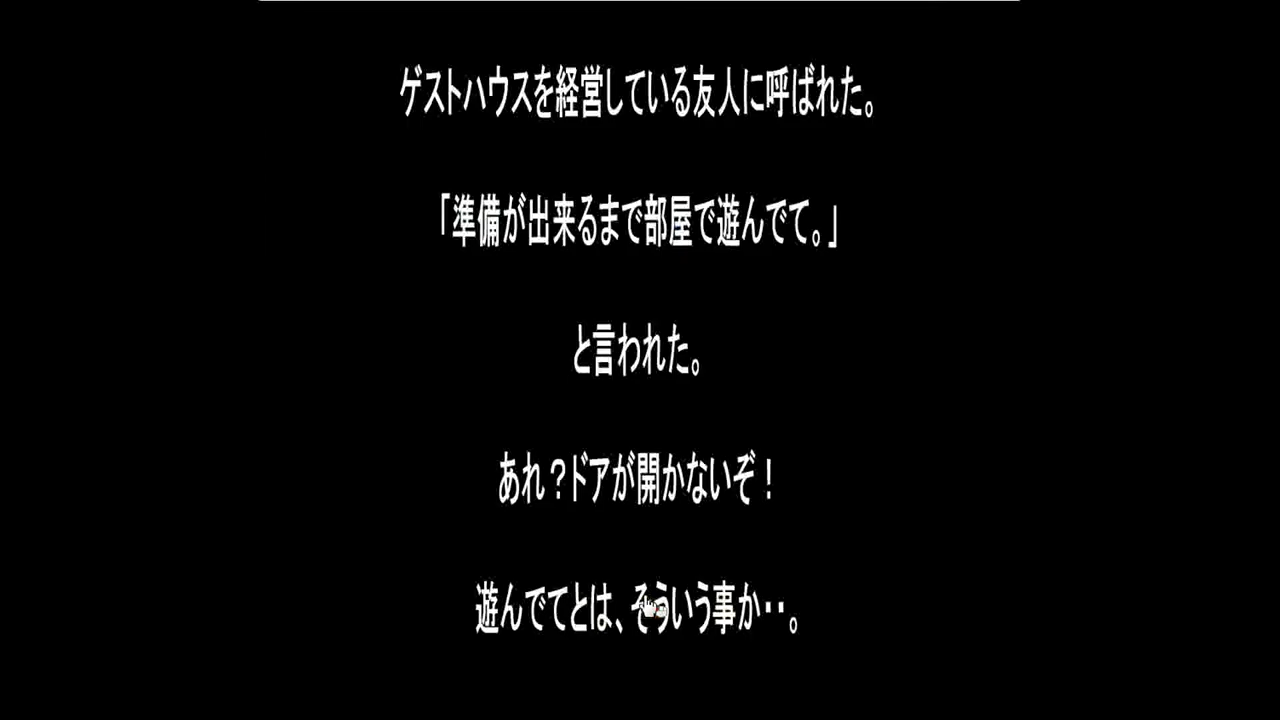 ゲストハウスを経営している友人に呼ばれた。
「準備が出来るまで部屋で遊んでて。」
と言われた。
あれ？ドアが開かないぞ！
遊んでてとは、そういう事か‥。